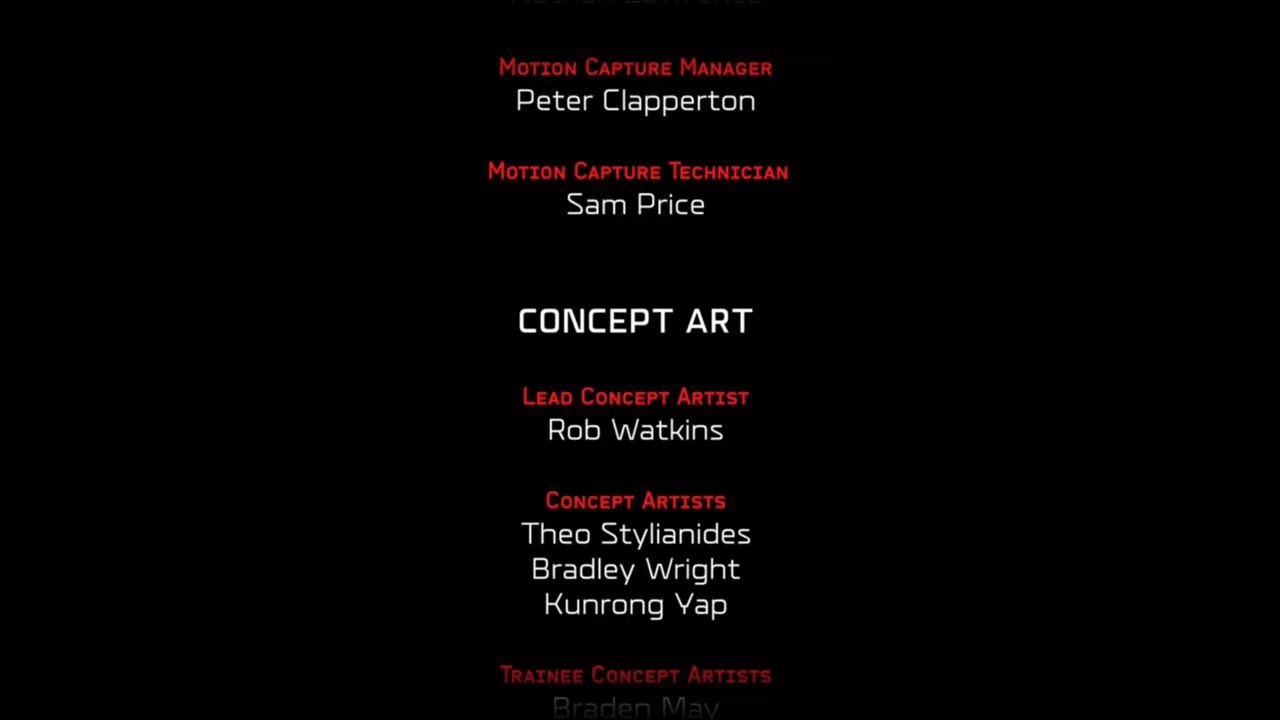 Motion Capture Manager
Peter Clapperton
Motion Capture Technician
Sam Price
CONCEPT ART
Lead Concept Artist
Rob Watkins
Concept Artists
Theo Stylianides
Bradley Wright
Kunrong Yap
Trainee Concept Artists
Braden May